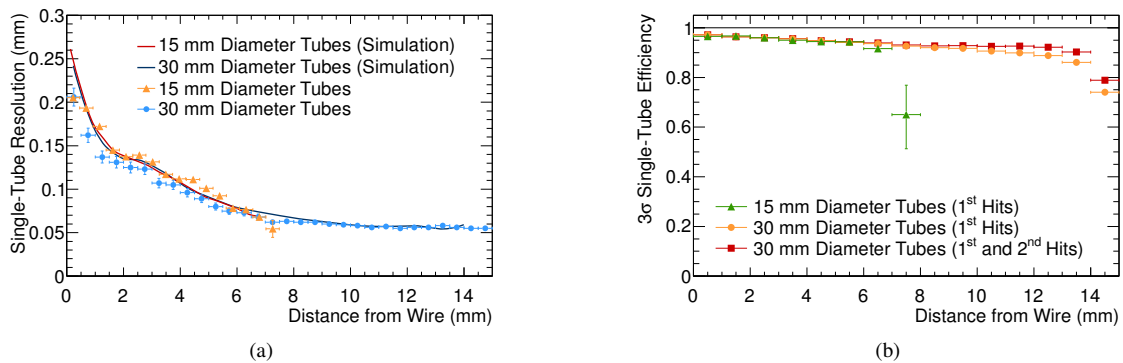 Single-Tube Resolution (mm)
0.3
0.25
0.2
0.15
0.1
0.05
0
15 mm Diameter Tubes (Simulation)
30 mm Diameter Tubes (Simulation)
15 mm Diameter Tubes
30 mm Diameter Tubes
0 2 4 6 8 10 12 14
Distance from Wire (mm)
(a)
3σ Single-Tube Efficiency
1
0.8
0.6
0.4
0.2
0
15 mm Diameter Tubes (1st Hits)
30 mm Diameter Tubes (1st Hits)
30 mm Diameter Tubes (1st and 2nd Hits)
0 2 4 6 8 10 12 14
Distance from Wire (mm)
(b)